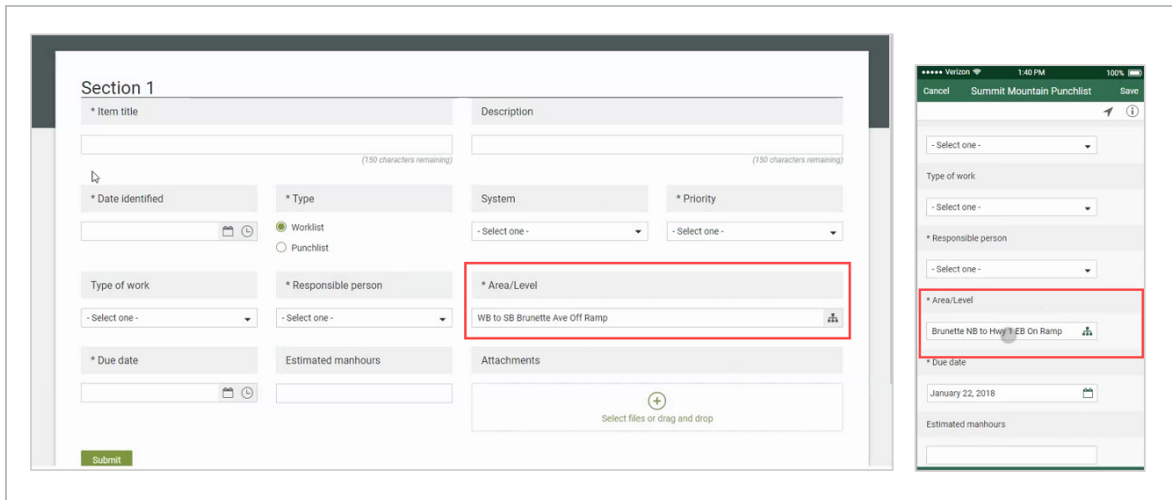 Section 1
* Item title
Description
(150 characters remaining)
(150 characters remaining)
* Date identified
* Type
System
* Priority
Worklist
- Select one -
- Select one -
Punchlist
Type of work
* Responsible person
* Area/Level
- Select one -
- Select one -
WB to SB Brunette Ave Off Ramp
* Due date
Estimated manhours
Attachments
Select files or drag and drop
Submit
Verizon 1:40 PM 100%
Cancel Summit Mountain Punchlist Save
- Select one -
Type of work
- Select one -
* Responsible person
- Select one -
* Area/Level
Brunette NB to Hwy 1 EB On Ramp
* Due date
January 22, 2018
Estimated manhours